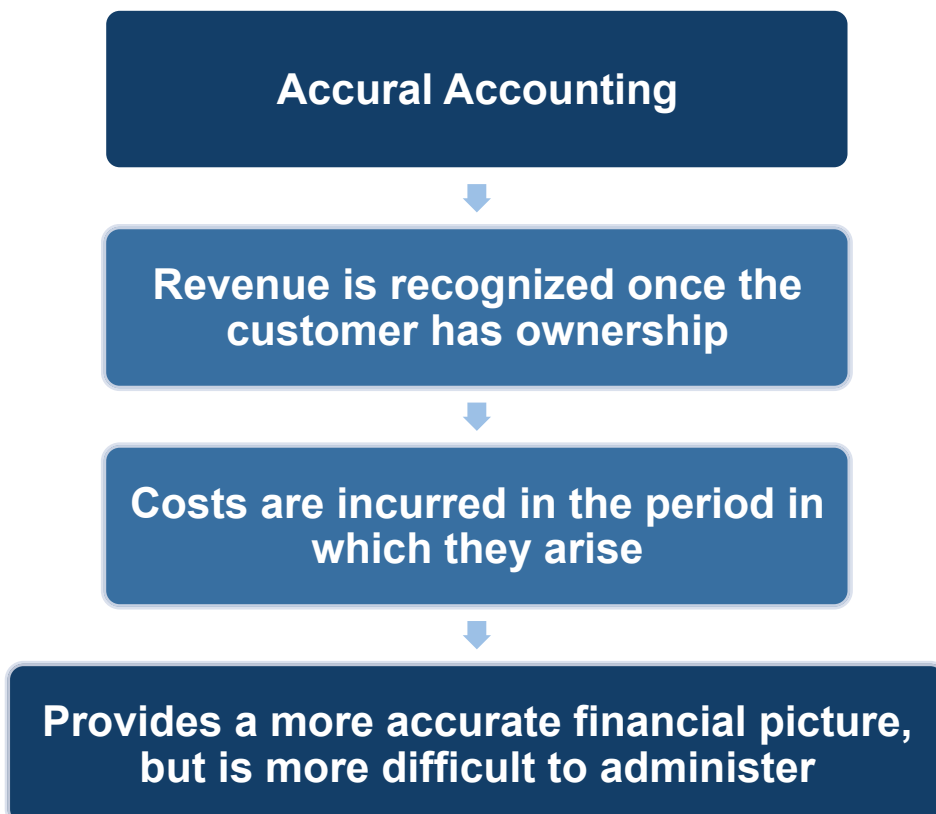 Accural Accounting
Revenue is recognized once the
customer has ownership
Costs are incurred in the period in
which they arise
Provides a more accurate financial picture,
but is more difficult to administer